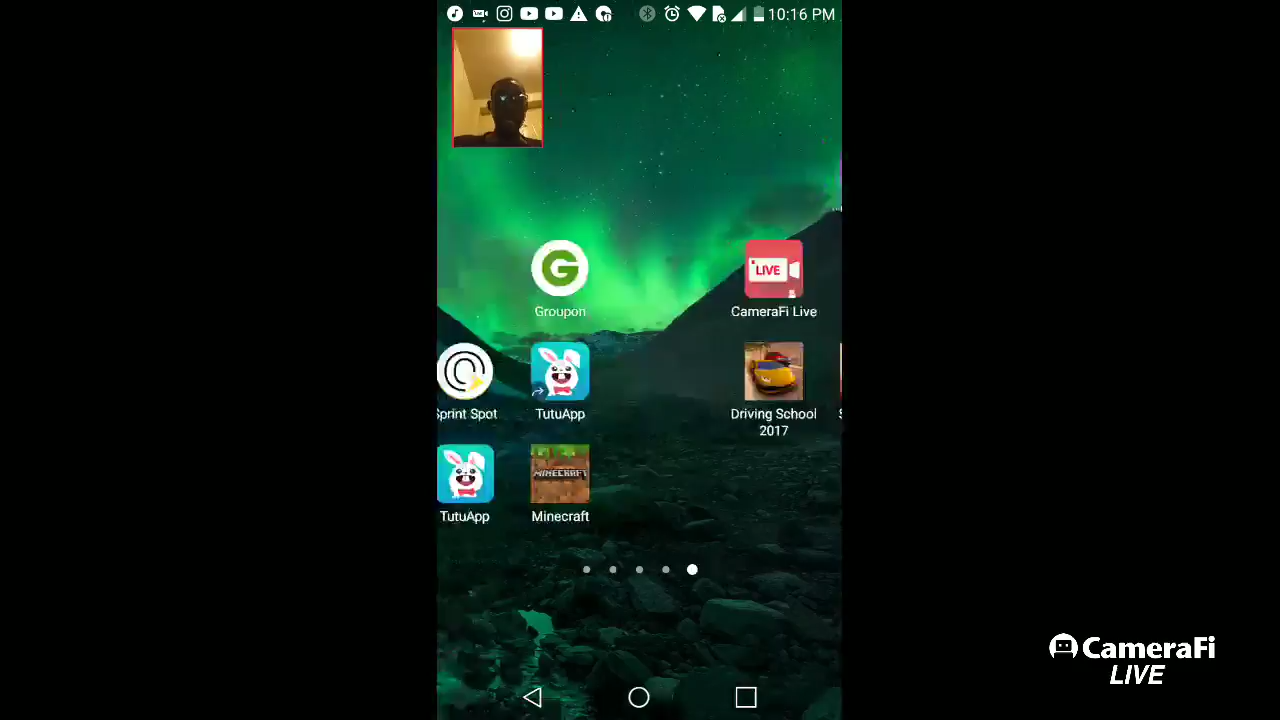 10:16 PM
G
Groupon
LIVE
CameraFi Live
Sprint Spot
TutuApp
Driving School
2017
TutuApp
MINECRAFT
Minecraft
CameraFi
LIVE